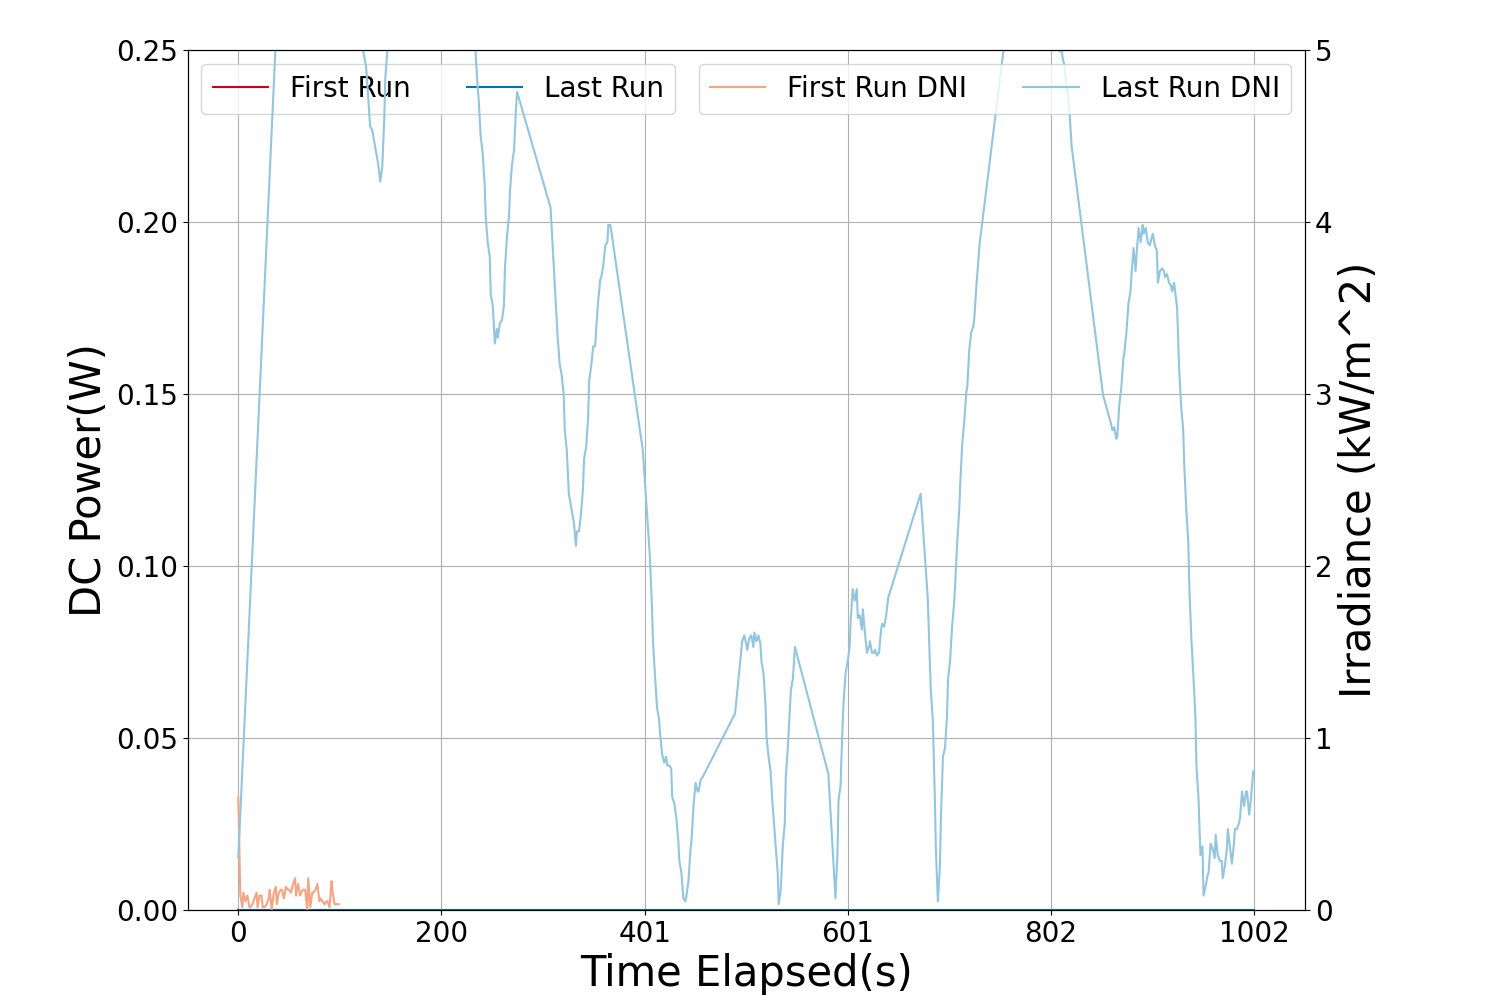 First Run
Last Run
First Run DNI
Last Run DNI
DC Power(W)
0.25
0.20
0.15
0.10
0.05
0.00
5
4
3
2
1
0
Irradiance (kW/m^2)
0
200
401
601
802
1002
Time Elapsed(s)